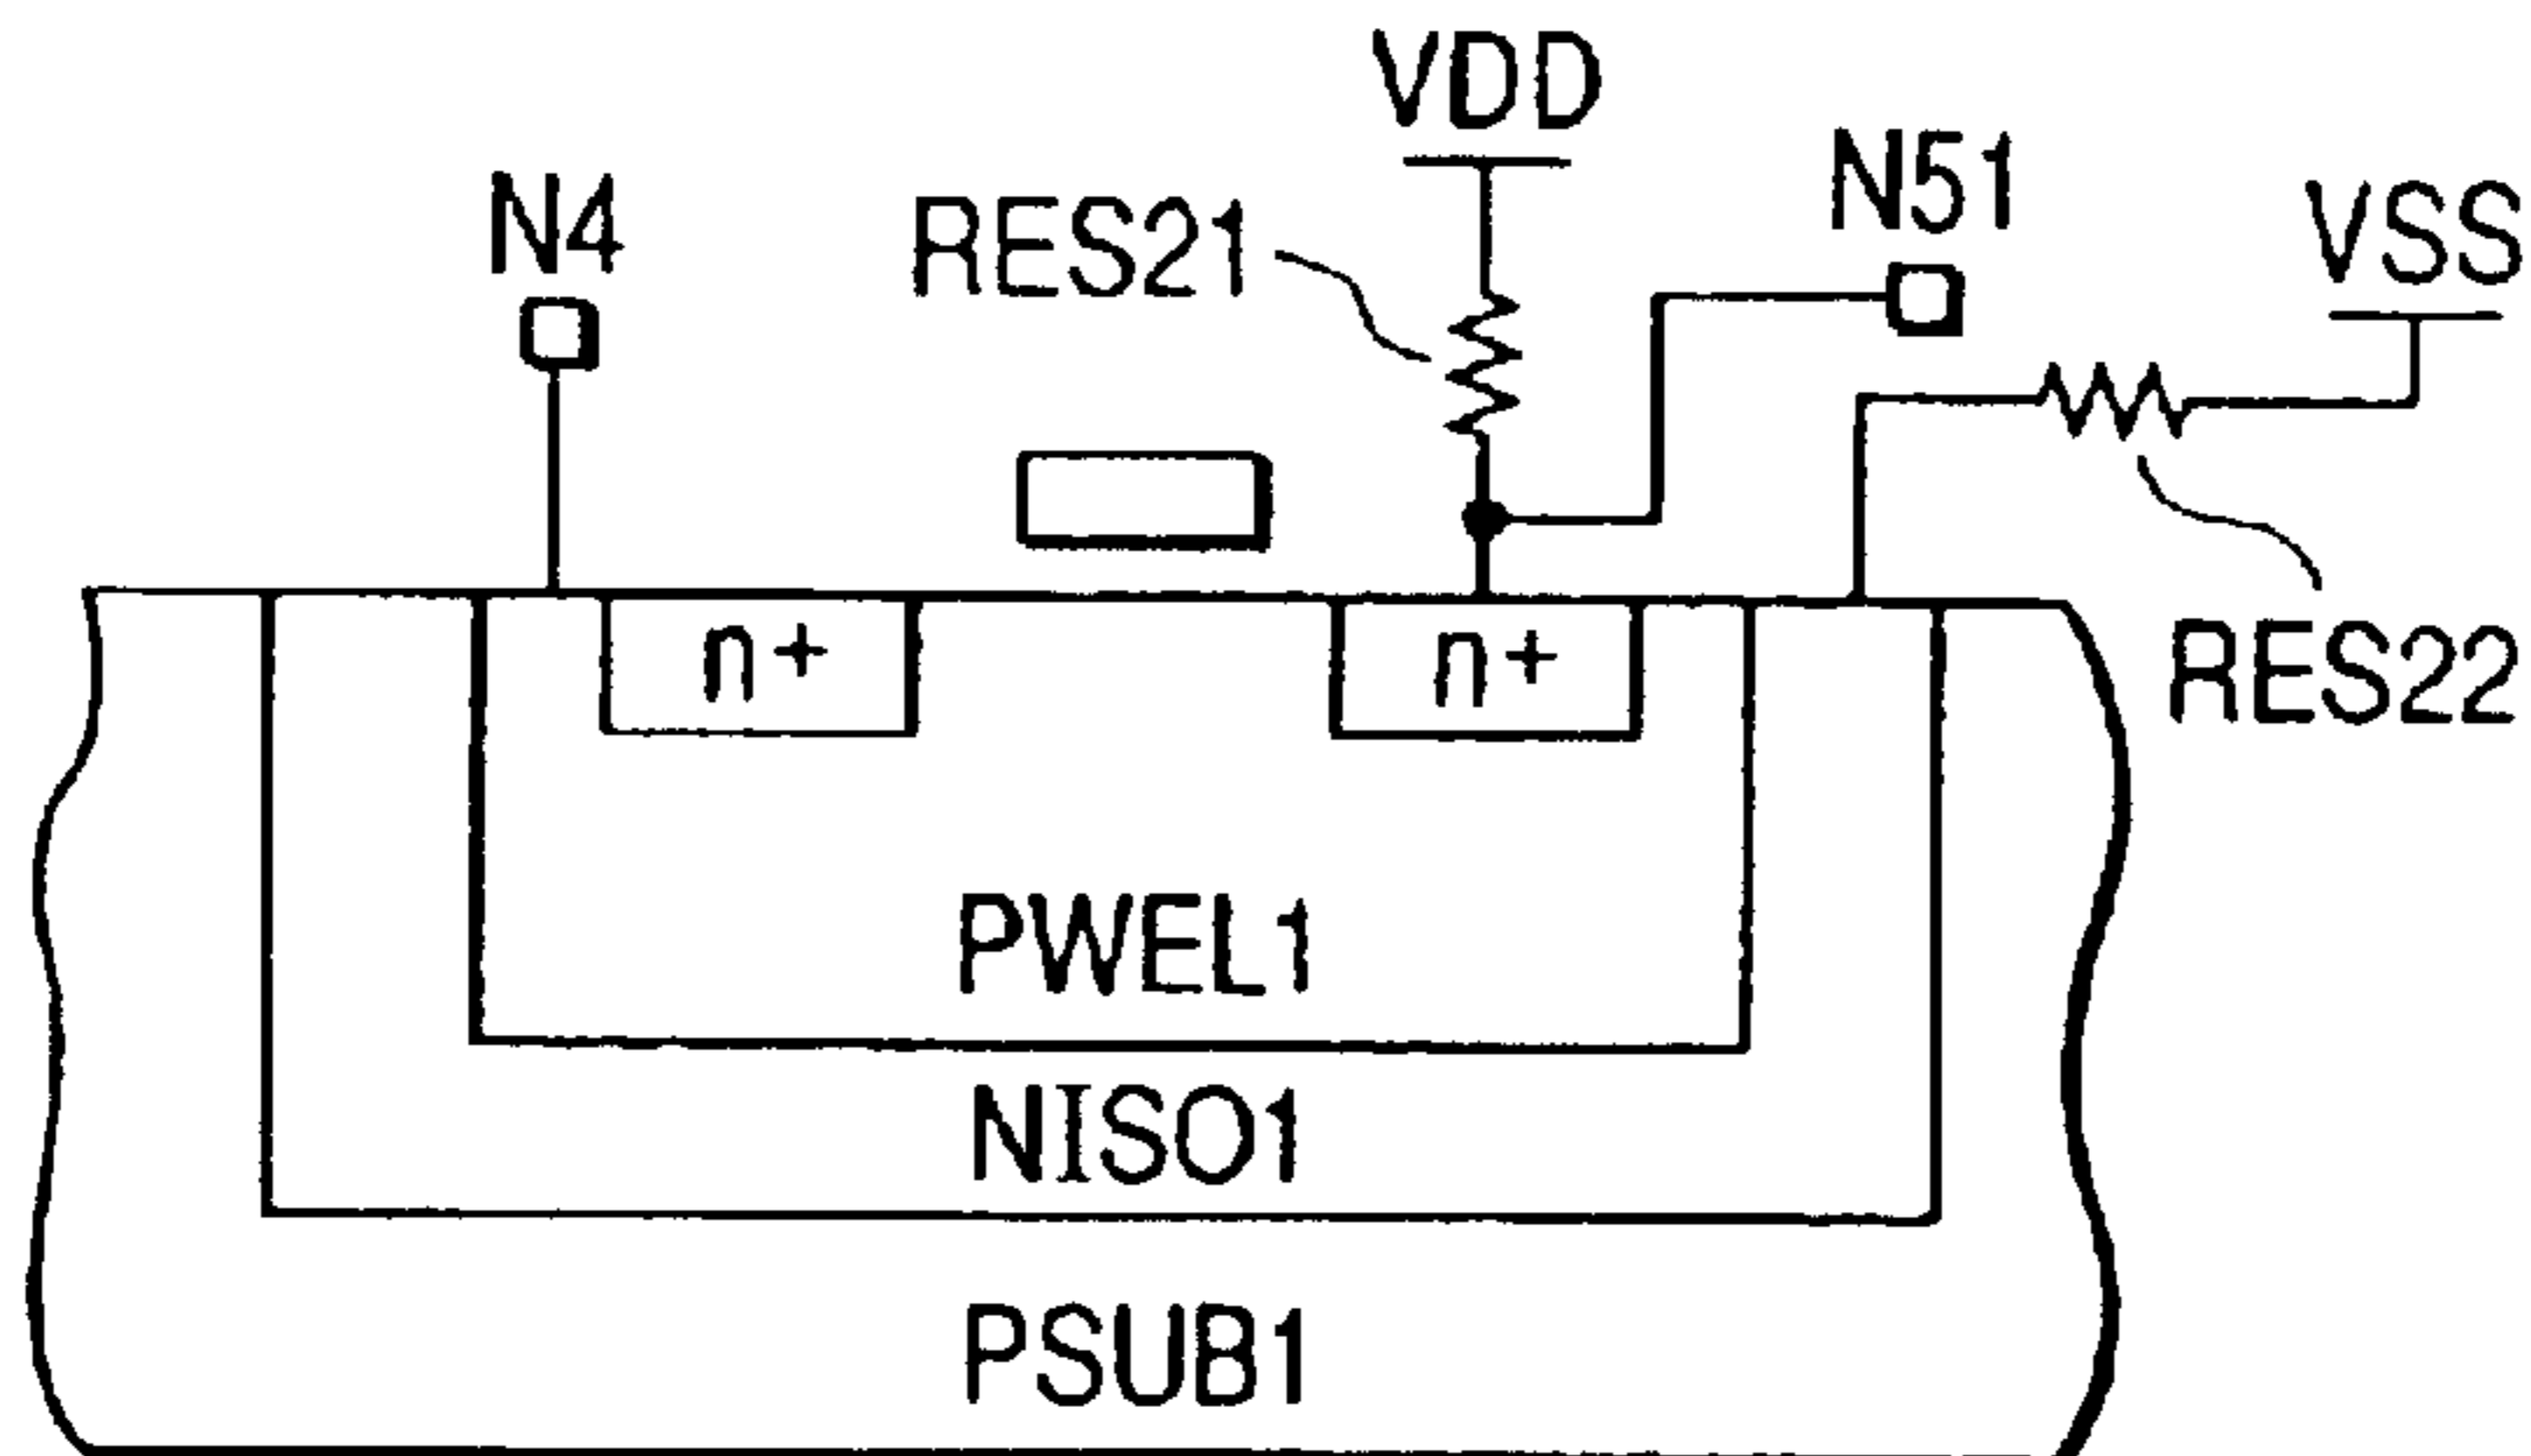 VDD
N51
N4
RES21
VSS
n+
n+
RES22
PWEL1
NISO1
PSUB1